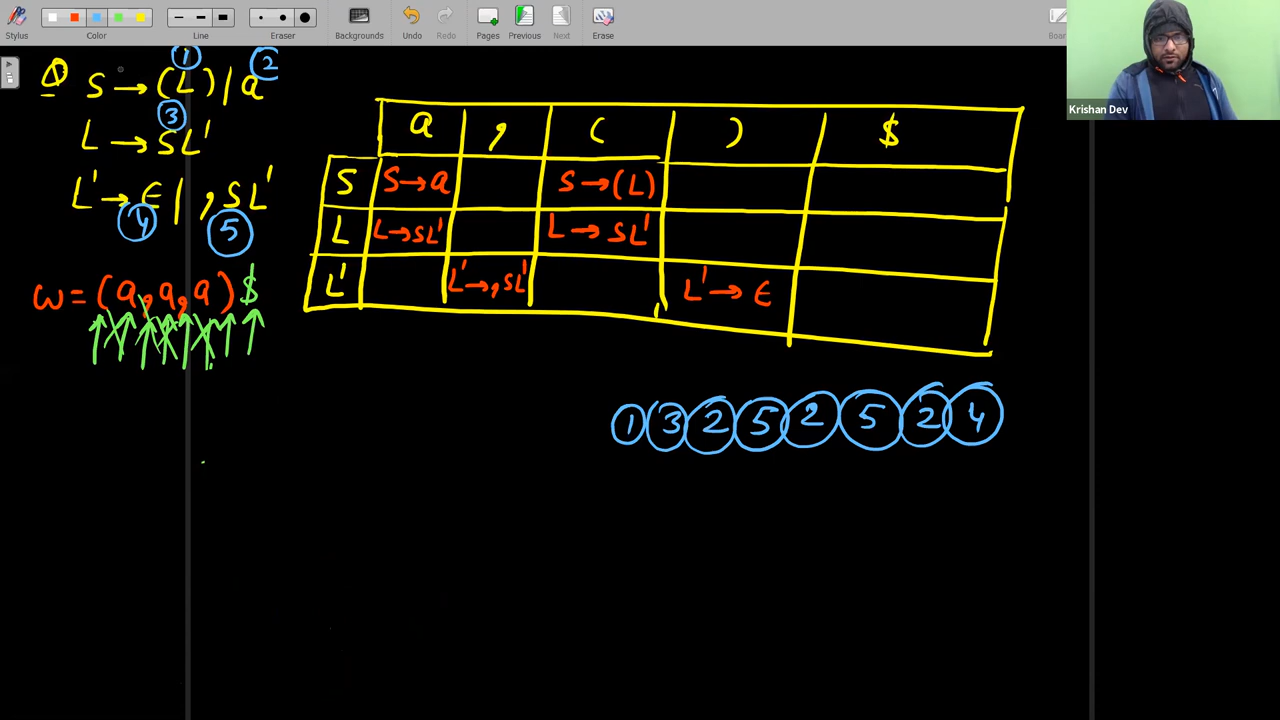 Stylus Color Line Eraser Backgrounds Undo Redo Pages Previous Next Erase Boar
Krishan Dev
① ②
Q S → (L) | a
③
L → SL'
L' → ϵ | , SL'
④ ⑤
w = (a,a,a) $
a , ( ) $
S S→a S→(L)
L L→SL' L→SL'
L' L'→,SL' L'→ϵ
① ③ ② ⑤ ② ⑤ ② ④